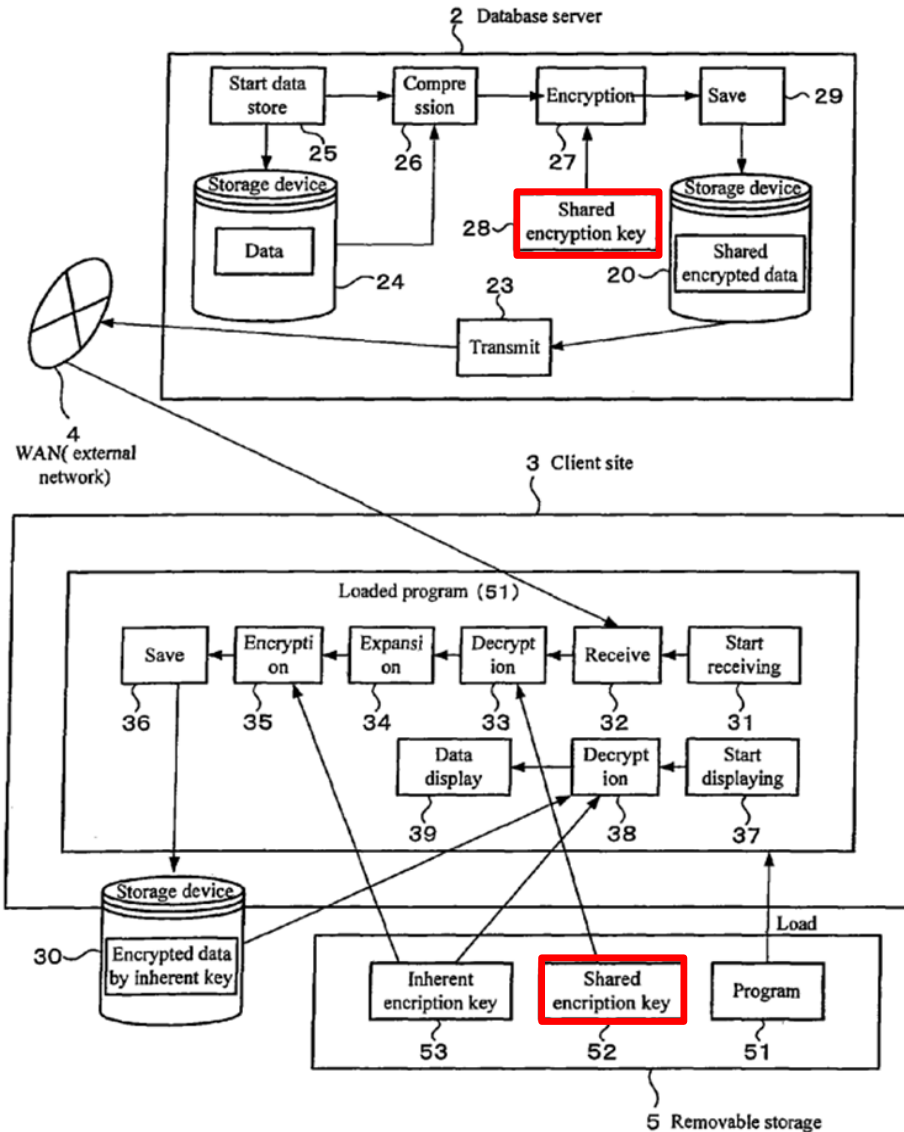 2 Database server
Start data
store
25
Compre
ssion
26
Encryption
27
Save
29
Storage device
Data
24
28
Shared
encryption key
Storage device
Shared
encrypted data
20
23
Transmit
4
WAN( external
network)
3 Client site
Loaded program (51)
Save
36
Encrypti
on
35
Expansi
on
34
Decrypt
ion
33
Receive
32
Start
receiving
31
Data
display
39
Decrypt
ion
38
Start
displaying
37
Storage device
30
Encrypted data
by inherent key
Load
Inherent
encription key
53
Shared
encription key
52
Program
51
5 Removable storage